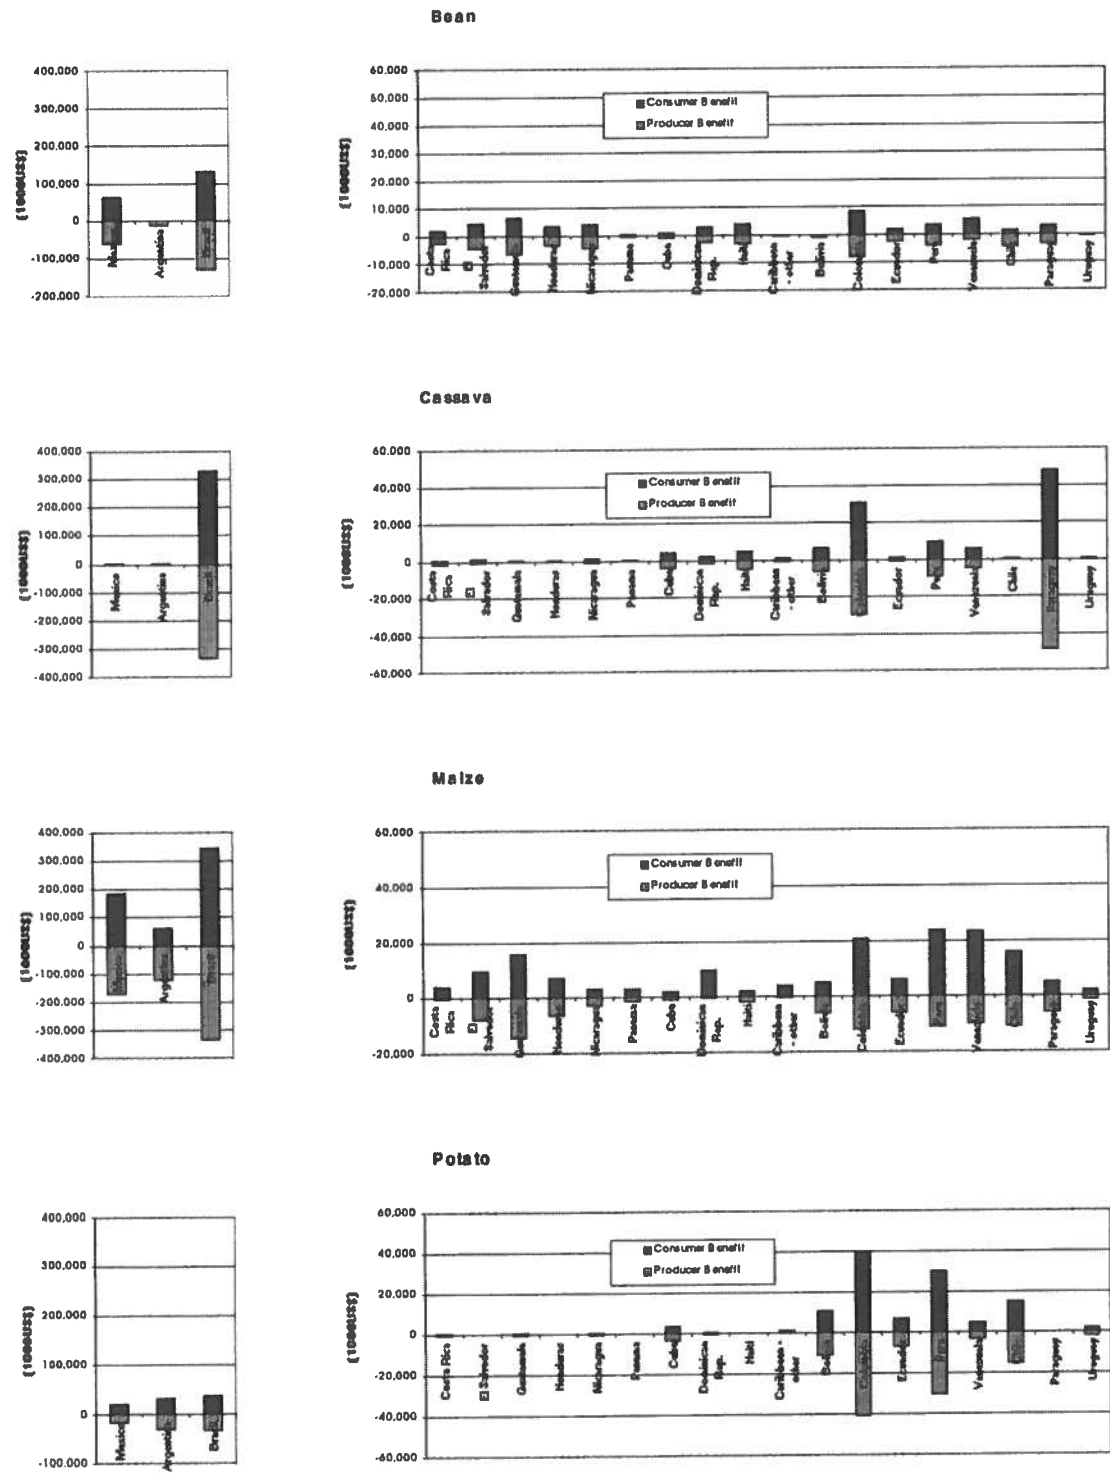 Bean
400,000
300,000
200,000
100,000
0
-100,000
-200,000
(1000US$)
Mexico
Argentina
Brazil
60,000
50,000
40,000
30,000
20,000
10,000
0
-10,000
-20,000
(1000US$)
Consumer Benefit
Producer Benefit
Costa Rica
El Salvador
Guatemala
Honduras
Nicaragua
Panama
Cuba
Dominican Rep.
Haiti
Caribbean - other
Bolivia
Colombia
Ecuador
Peru
Venezuela
Chile
Paraguay
Uruguay
Cassava
400,000
300,000
200,000
100,000
0
-100,000
-200,000
-300,000
-400,000
(1000US$)
Mexico
Argentina
Brazil
60,000
40,000
20,000
0
-20,000
-40,000
-60,000
(1000US$)
Consumer Benefit
Producer Benefit
Costa Rica
El Salvador
Guatemala
Honduras
Nicaragua
Panama
Cuba
Dominican Rep.
Haiti
Caribbean - other
Bolivia
Colombia
Ecuador
Peru
Venezuela
Chile
Paraguay
Uruguay
Maize
400,000
300,000
200,000
100,000
0
-100,000
-200,000
-300,000
-400,000
(1000US$)
Mexico
Argentina
Brazil
60,000
40,000
20,000
0
-20,000
(1000US$)
Consumer Benefit
Producer Benefit
Costa Rica
El Salvador
Guatemala
Honduras
Nicaragua
Panama
Cuba
Dominican Rep.
Haiti
Caribbean - other
Bolivia
Colombia
Ecuador
Peru
Venezuela
Chile
Paraguay
Uruguay
Potato
400,000
300,000
200,000
100,000
0
-100,000
(1000US$)
Mexico
Argentina
Brazil
60,000
40,000
20,000
0
-20,000
-40,000
-60,000
(1000US$)
Consumer Benefit
Producer Benefit
Costa Rica
El Salvador
Guatemala
Honduras
Nicaragua
Panama
Cuba
Dominican Rep.
Haiti
Caribbean - other
Bolivia
Colombia
Ecuador
Peru
Venezuela
Chile
Paraguay
Uruguay